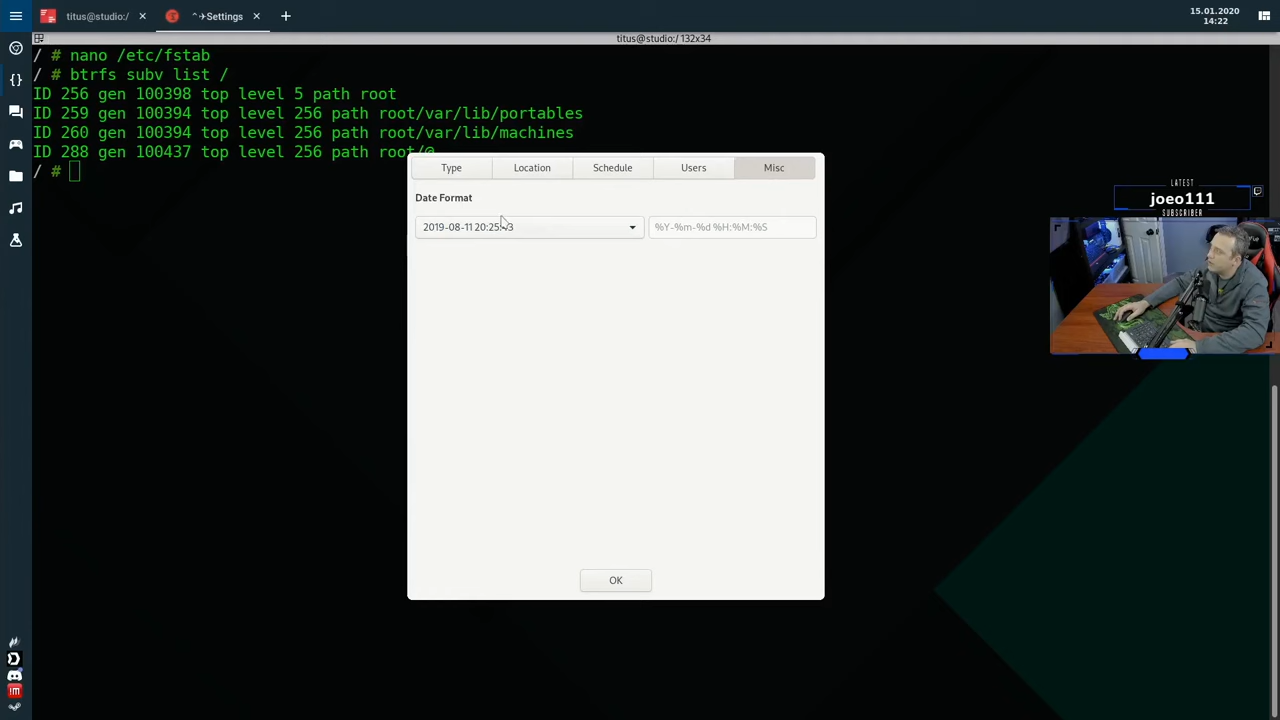 titus@studio:/
^✈Settings
15.01.2020
14:22
titus@studio:/ 132x34
/ # nano /etc/fstab
/ # btrfs subv list /
ID 256 gen 100398 top level 5 path root
ID 259 gen 100394 top level 256 path root/var/lib/portables
ID 260 gen 100394 top level 256 path root/var/lib/machines
ID 288 gen 100437 top level 256 path root/@
/ #
Type Location Schedule Users Misc
Date Format
2019-08-11 20:25:43 %Y-%m-%d %H:%M:%S
OK
LATEST
joeo111
SUBSCRIBER